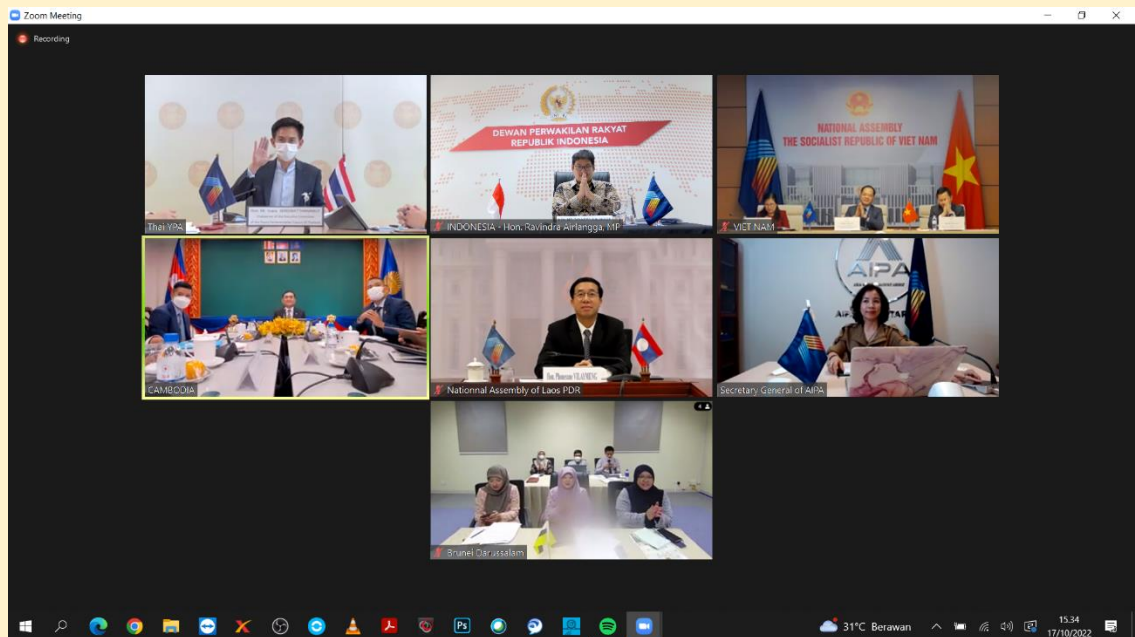 Zoom Meeting
Recording
Thai YPA
DEWAN PERWAKILAN RAKYAT
REPUBLIK INDONESIA
INDONESIA - Hon. Ravindra Airlangga, MP
NATIONAL ASSEMBLY
THE SOCIALIST REPUBLIC OF VIET NAM
VIET NAM
CAMBODIA
Nationnal Assembly of Laos PDR
AIPA
Secretary General of AIPA
Brunei Darussalam
Ps
31°C Berawan
15.34
17/10/2022